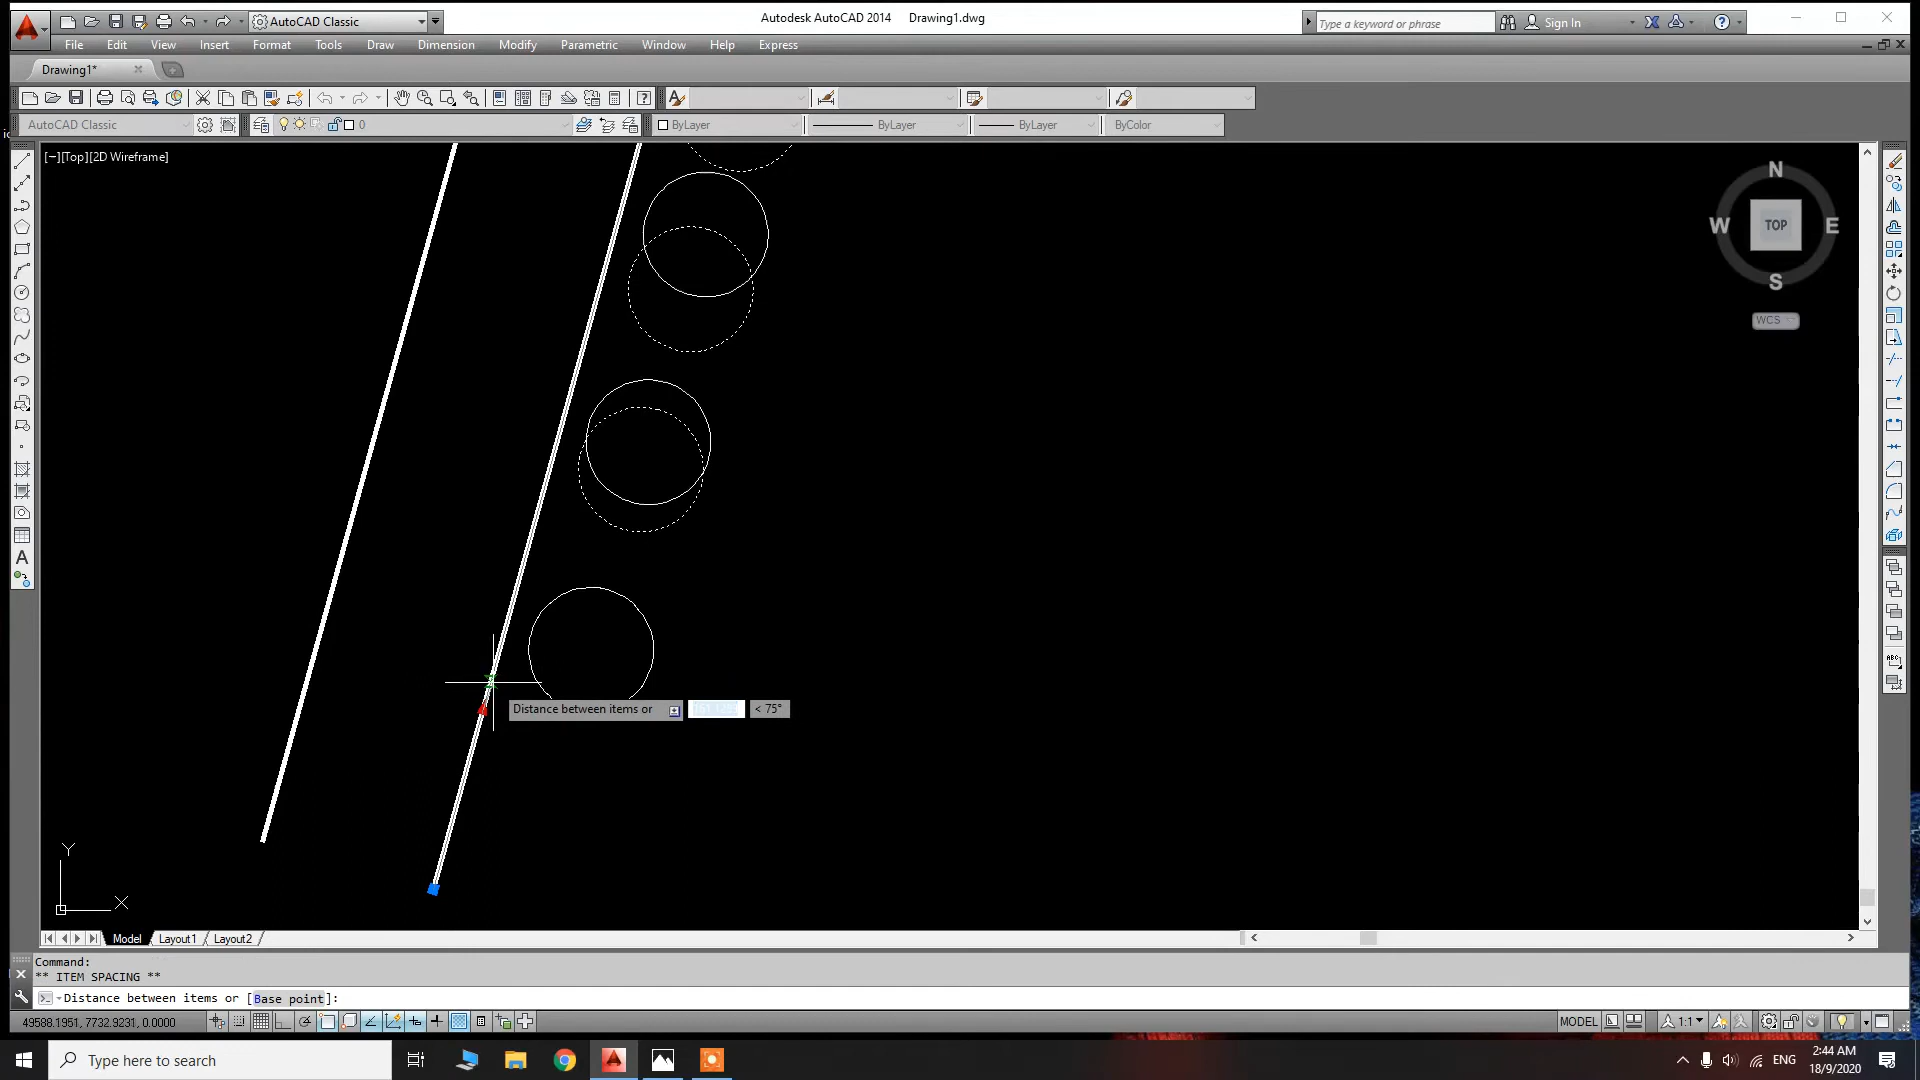 AutoCAD Classic
Autodesk AutoCAD 2014 Drawing1.dwg
Type a keyword or phrase
Sign In
File Edit View Insert Format Tools Draw Dimension Modify Parametric Window Help Express
Drawing1*
AutoCAD Classic
0
ByLayer
ByLayer
ByLayer
ByColor
[−][Top][2D Wireframe]
N
W TOP E
S
WCS
Distance between items or
< 75°
Y
X
Model Layout1 Layout2
Command:
** ITEM SPACING **
Distance between items or [Base point]:
49588.1951, 7732.9231, 0.0000
MODEL
1:1
Type here to search
ENG
2:44 AM
18/9/2020